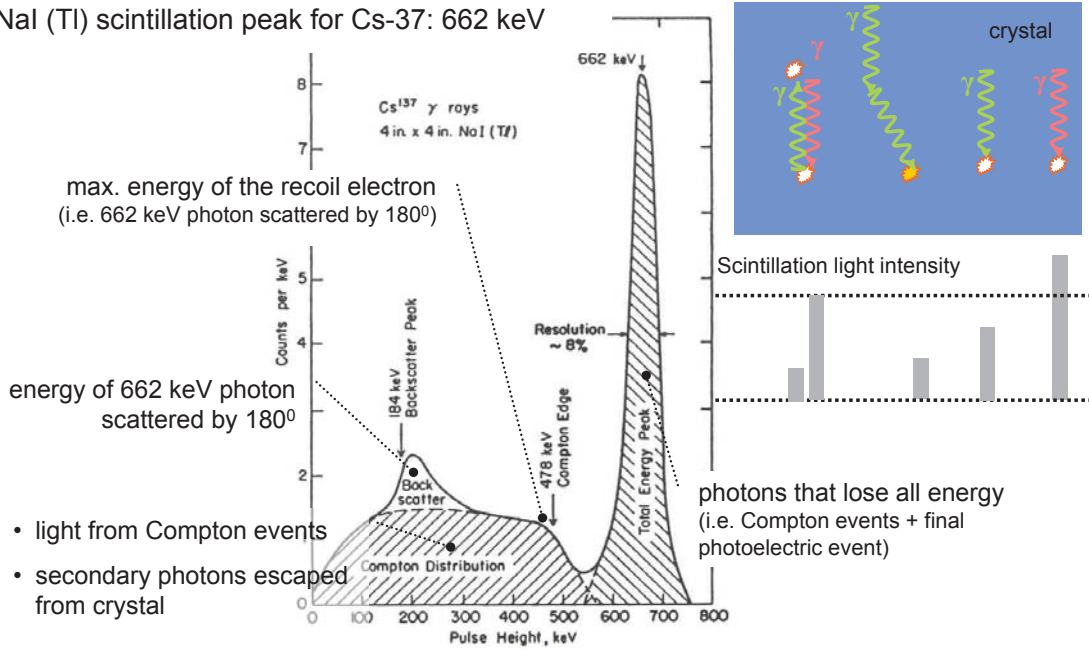 NaI (Tl) scintillation peak for Cs-37: 662 keV
662 keV
Cs¹³⁷ γ rays
4 in. x 4 in. NaI (Tl)
max. energy of the recoil electron
(i.e. 662 keV photon scattered by 180⁰)
energy of 662 keV photon
scattered by 180⁰
184 keV
Backscatter Peak
Back
scatter
478 keV
Compton Edge
Resolution
~ 8%
Total Energy Peak
Compton Distribution
• light from Compton events
• secondary photons escaped
from crystal
photons that lose all energy
(i.e. Compton events + final
photoelectric event)
Counts per keV
8
7
5
4
2
0
0 100 200 300 400 500 600 700 800
Pulse Height, keV
crystal
γ
γ
γ
γ
γ
Scintillation light intensity